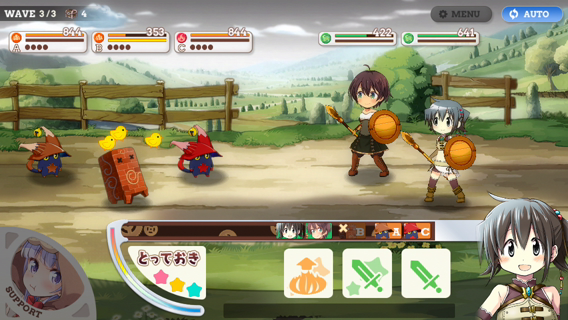 WAVE 3/3 4
MENU
AUTO
844 353 844
A B C
422 641
B A C
とっておき
SUPPORT